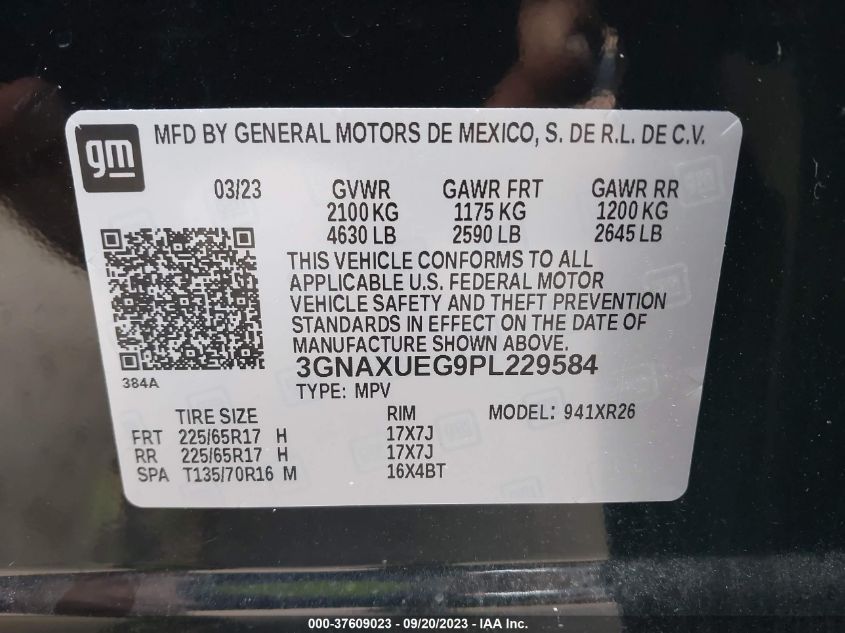 gm
MFD BY GENERAL MOTORS DE MEXICO, S. DE R.L. DE C.V.
03/23 GVWR GAWR FRT GAWR RR
2100 KG 1175 KG 1200 KG
4630 LB 2590 LB 2645 LB
THIS VEHICLE CONFORMS TO ALL
APPLICABLE U.S. FEDERAL MOTOR
VEHICLE SAFETY AND THEFT PREVENTION
STANDARDS IN EFFECT ON THE DATE OF
MANUFACTURE SHOWN ABOVE.
3GNAXUEG9PL229584
384A
TYPE: MPV
TIRE SIZE RIM MODEL: 941XR26
FRT 225/65R17 H 17X7J
RR 225/65R17 H 17X7J
SPA T135/70R16 M 16X4BT
000-37609023 - 09/20/2023 - IAA Inc.